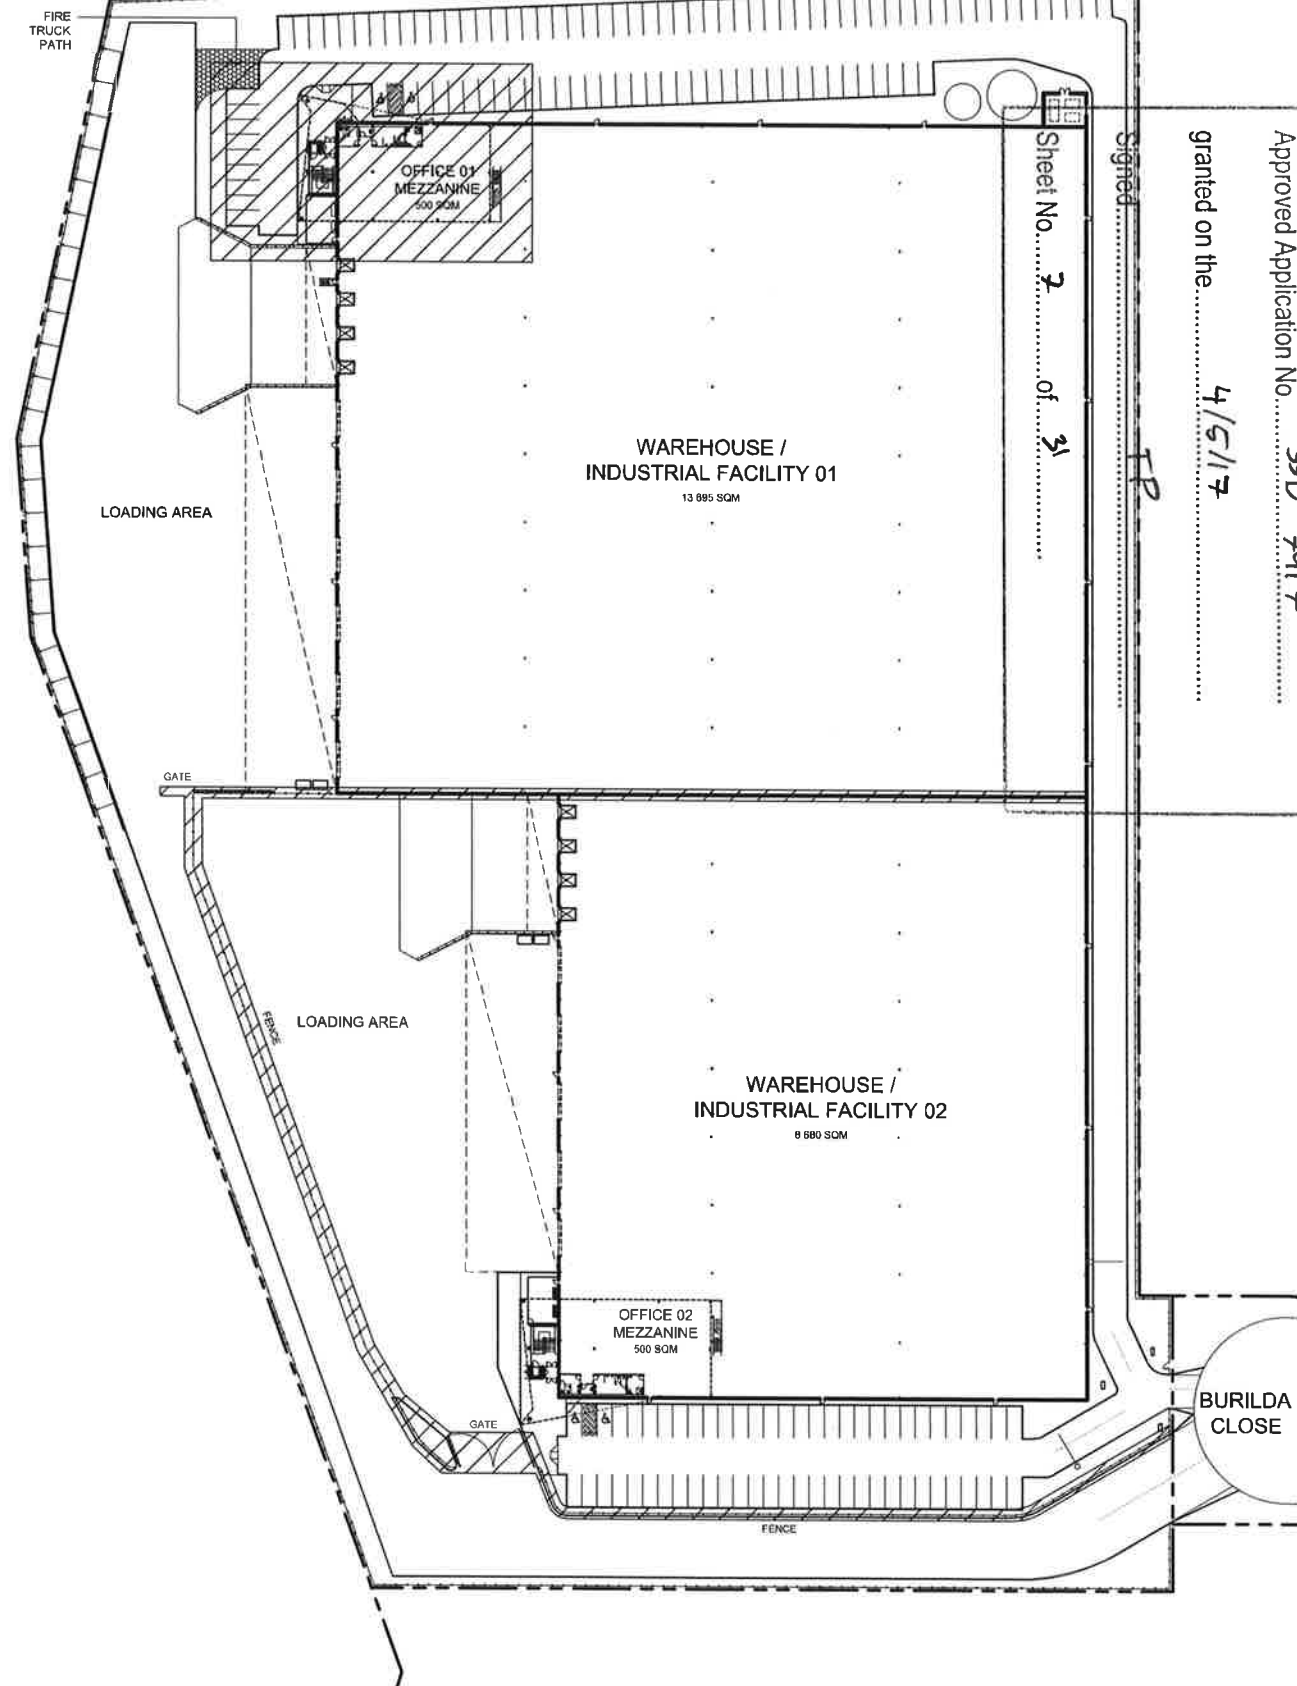 FIRE
TRUCK
PATH
OFFICE 01
MEZZANINE
500 SQM
WAREHOUSE /
INDUSTRIAL FACILITY 01
13 695 SQM
LOADING AREA
GATE
Approved Application No.
granted on the 4/5/17
Signed TP
Sheet No. 7 of 31
FENCE
LOADING AREA
WAREHOUSE /
INDUSTRIAL FACILITY 02
8 680 SQM
OFFICE 02
MEZZANINE
500 SQM
GATE
FENCE
BURILDA
CLOSE